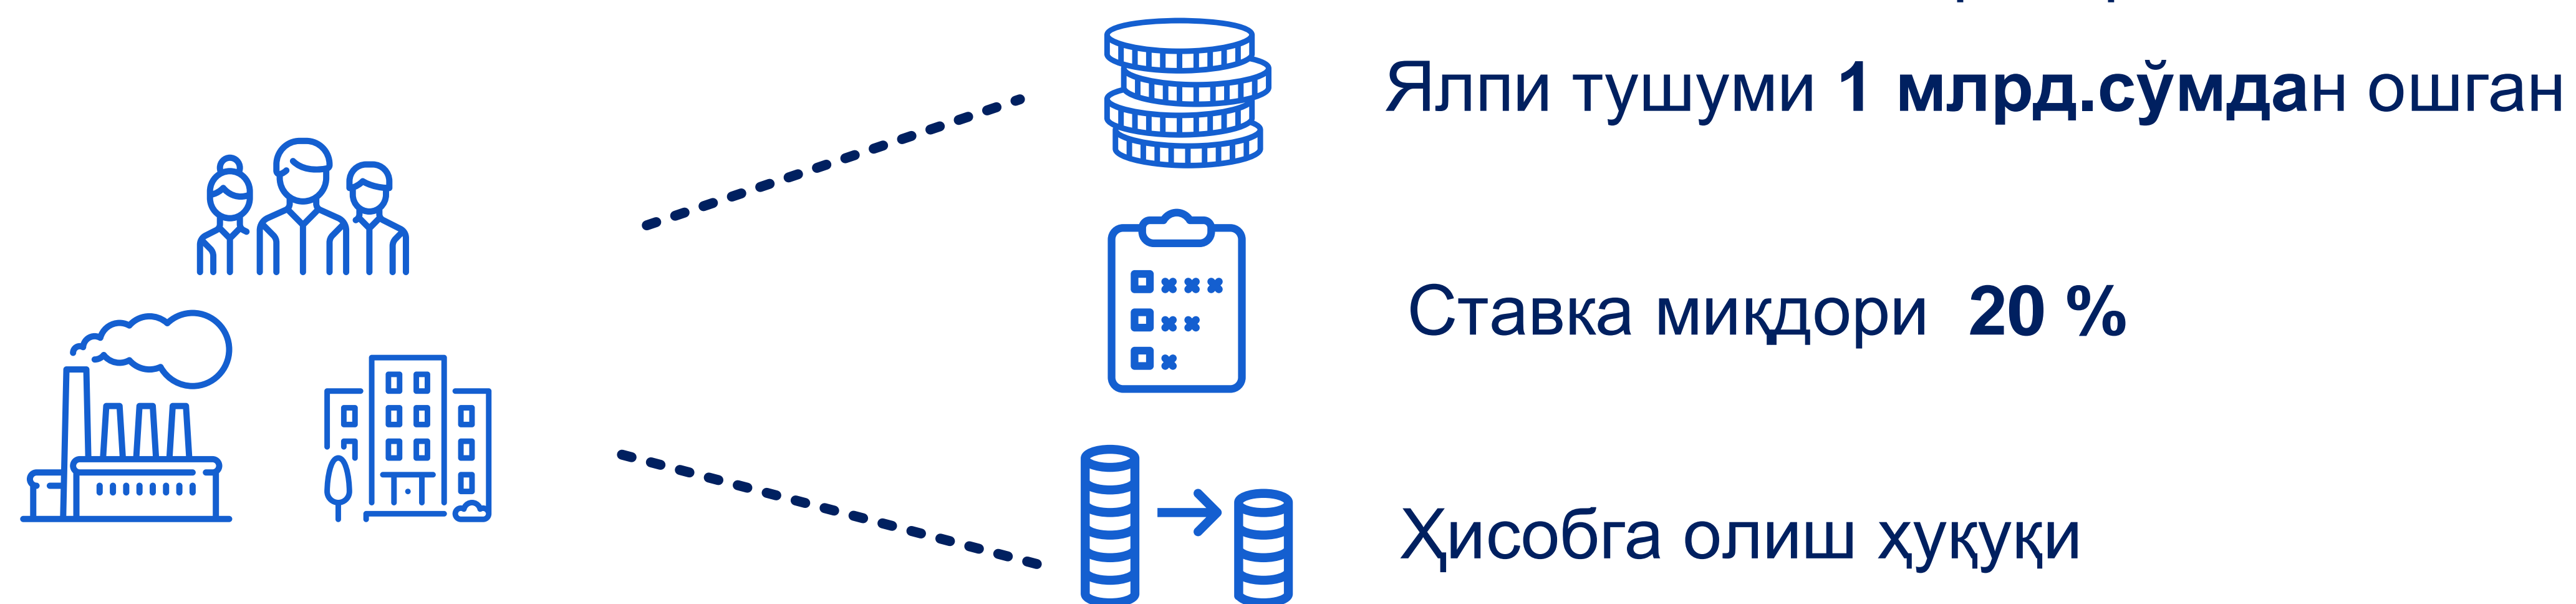 Ялпи тушуми 1 млрд.сўмдан ошган
Ставка миқдори 20 %
Ҳисобга олиш ҳуқуқи